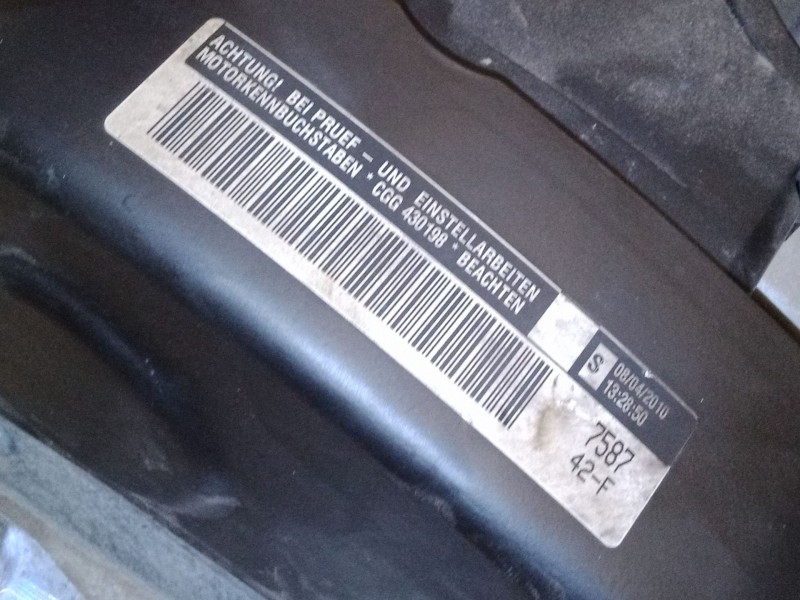 ACHTUNG! BEI PRUEF - UND EINSTELLARBEITEN
MOTORKENNBUCHSTABEN * CGG 430198 * BEACHTEN
S
08/04/2010
13:28:50
7587
42-F